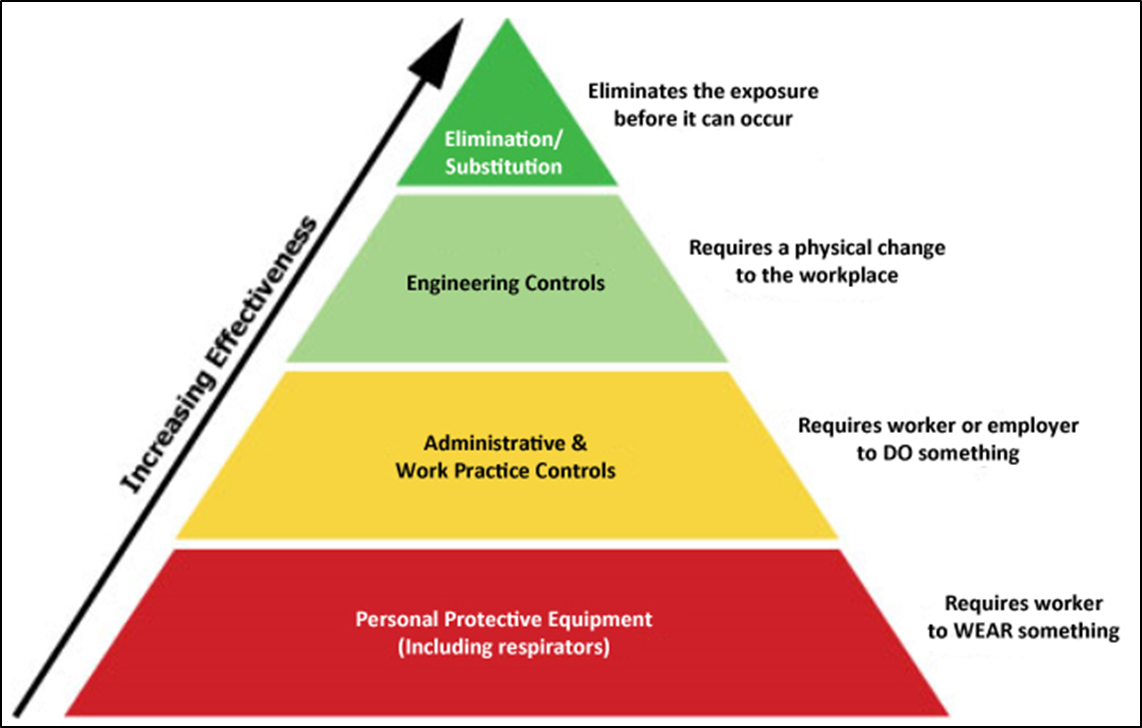 Increasing Effectiveness
Elimination/
Substitution
Eliminates the exposure
before it can occur
Engineering Controls
Requires a physical change
to the workplace
Administrative &
Work Practice Controls
Requires worker or employer
to DO something
Personal Protective Equipment
(Including respirators)
Requires worker
to WEAR something